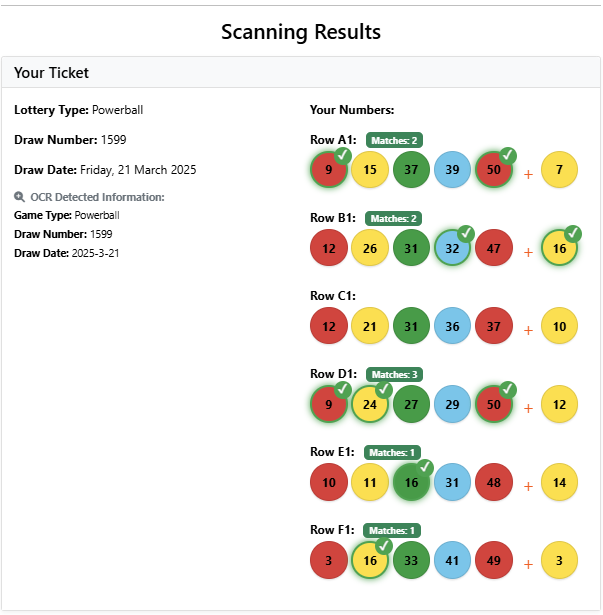 Scanning Results
Your Ticket
Lottery Type: Powerball
Draw Number: 1599
Draw Date: Friday, 21 March 2025
OCR Detected Information:
Game Type: Powerball
Draw Number: 1599
Draw Date: 2025-3-21
Your Numbers:
Row A1: Matches: 2
9 15 37 39 50 + 7
Row B1: Matches: 2
12 26 31 32 47 + 16
Row C1:
12 21 31 36 37 + 10
Row D1: Matches: 3
9 24 27 29 50 + 12
Row E1: Matches: 1
10 11 16 31 48 + 14
Row F1: Matches: 1
3 16 33 41 49 + 3